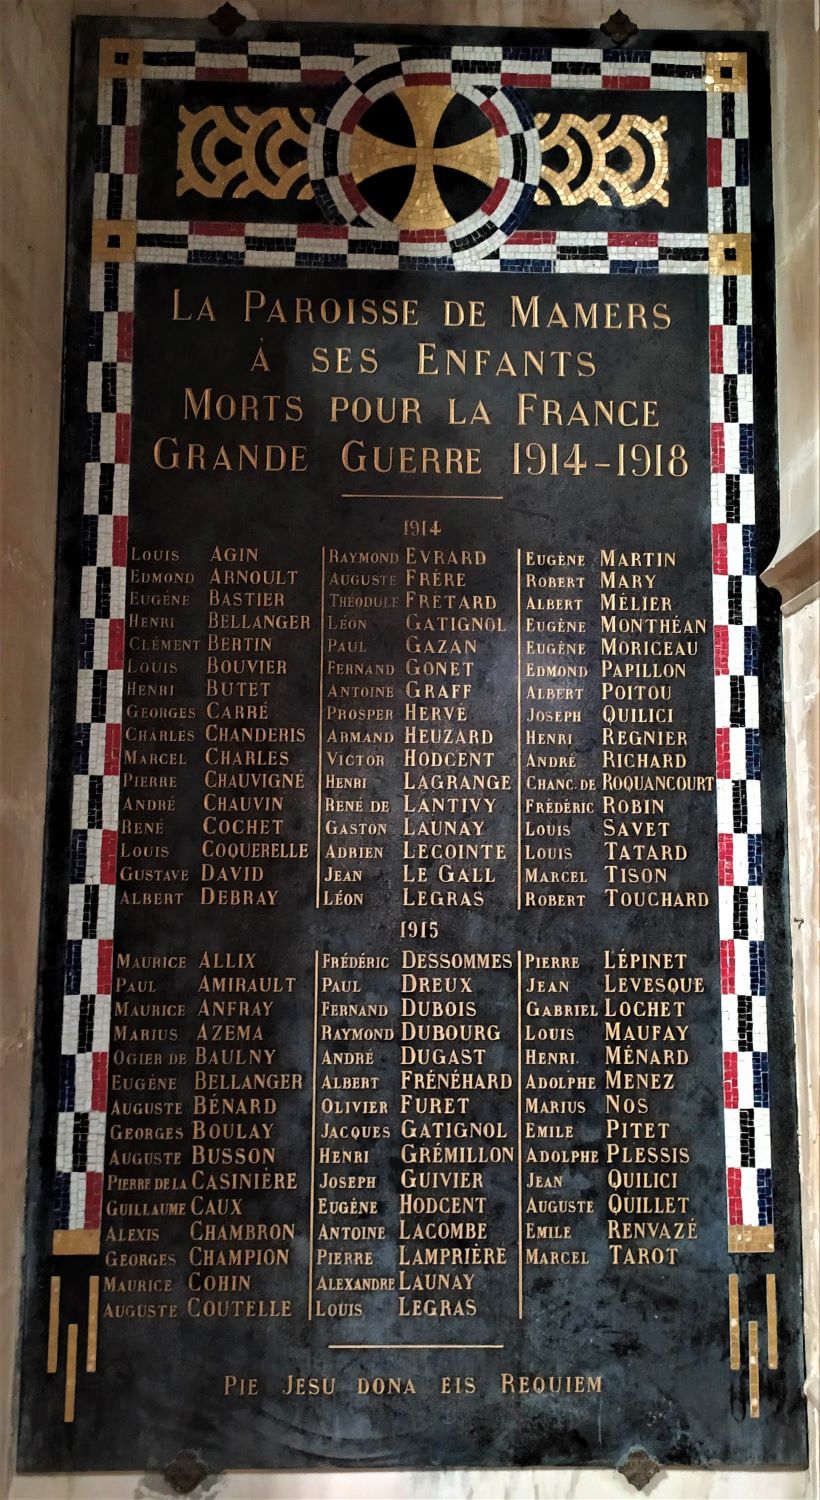 LA PAROISSE DE MAMERS
À SES ENFANTS
MORTS POUR LA FRANCE
GRANDE GUERRE 1914-1918
1914
LOUIS AGIN
EDMOND ARNOULT
EUGÈNE BASTIER
HENRI BELLANGER
CLÉMENT BERTIN
LOUIS BOUVIER
HENRI BUTET
GEORGES CARRÉ
CHARLES CHANDERIS
MARCEL CHARLES
PIERRE CHAUVIGNÉ
ANDRÉ CHAUVIN
RENÉ COCHET
LOUIS COQUERELLE
GUSTAVE DAVID
ALBERT DEBRAY
RAYMOND EVRARD
AUGUSTE FRÈRE
THÉODULE FRÉTARD
LÉON GATIGNOL
PAUL GAZAN
FERNAND GONET
ANTOINE GRAFF
PROSPER HERVÉ
ARMAND HEUZARD
VICTOR HODCENT
HENRI LAGRANGE
RENÉ DE LANTIVY
GASTON LAUNAY
ADRIEN LECOINTE
JEAN LE GALL
LÉON LEGRAS
EUGÈNE MARTIN
ROBERT MARY
ALBERT MÉLIER
EUGÈNE MONTHÉAN
EUGÈNE MORICEAU
EDMOND PAPILLON
ALBERT POITOU
JOSEPH QUILICI
HENRI REGNIER
ANDRÉ RICHARD
CHANC. DE ROQUANCOURT
FRÉDÉRIC ROBIN
LOUIS SAVET
LOUIS TATARD
MARCEL TISON
ROBERT TOUCHARD
1915
MAURICE ALLIX
PAUL AMIRAULT
MAURICE ANFRAY
MARIUS AZEMA
OGIER DE BAULNY
EUGÈNE BELLANGER
AUGUSTE BÉNARD
GEORGES BOULAY
AUGUSTE BUSSON
PIERRE DE LA CASINIÈRE
GUILLAUME CAUX
ALEXIS CHAMBRON
GEORGES CHAMPION
MAURICE COHIN
AUGUSTE COUTELLE
FRÉDÉRIC DESSOMMES
PAUL DREUX
FERNAND DUBOIS
RAYMOND DUBOURG
ANDRÉ DUGAST
ALBERT FRÉNÉHARD
OLIVIER FURET
JACQUES GATIGNOL
HENRI GRÉMILLON
JOSEPH GUIVIER
EUGÈNE HODCENT
ANTOINE LACOMBE
PIERRE LAMPRIÈRE
ALEXANDRE LAUNAY
LOUIS LEGRAS
PIERRE LÉPINET
JEAN LEVESQUE
GABRIEL LOCHET
LOUIS MAUFAY
HENRI MÉNARD
ADOLPHE MENEZ
MARIUS NOS
EMILE PITET
ADOLPHE PLESSIS
JEAN QUILICI
AUGUSTE QUILLET
EMILE RENVAZÉ
MARCEL TAROT
PIE JESU DONA EIS REQUIEM